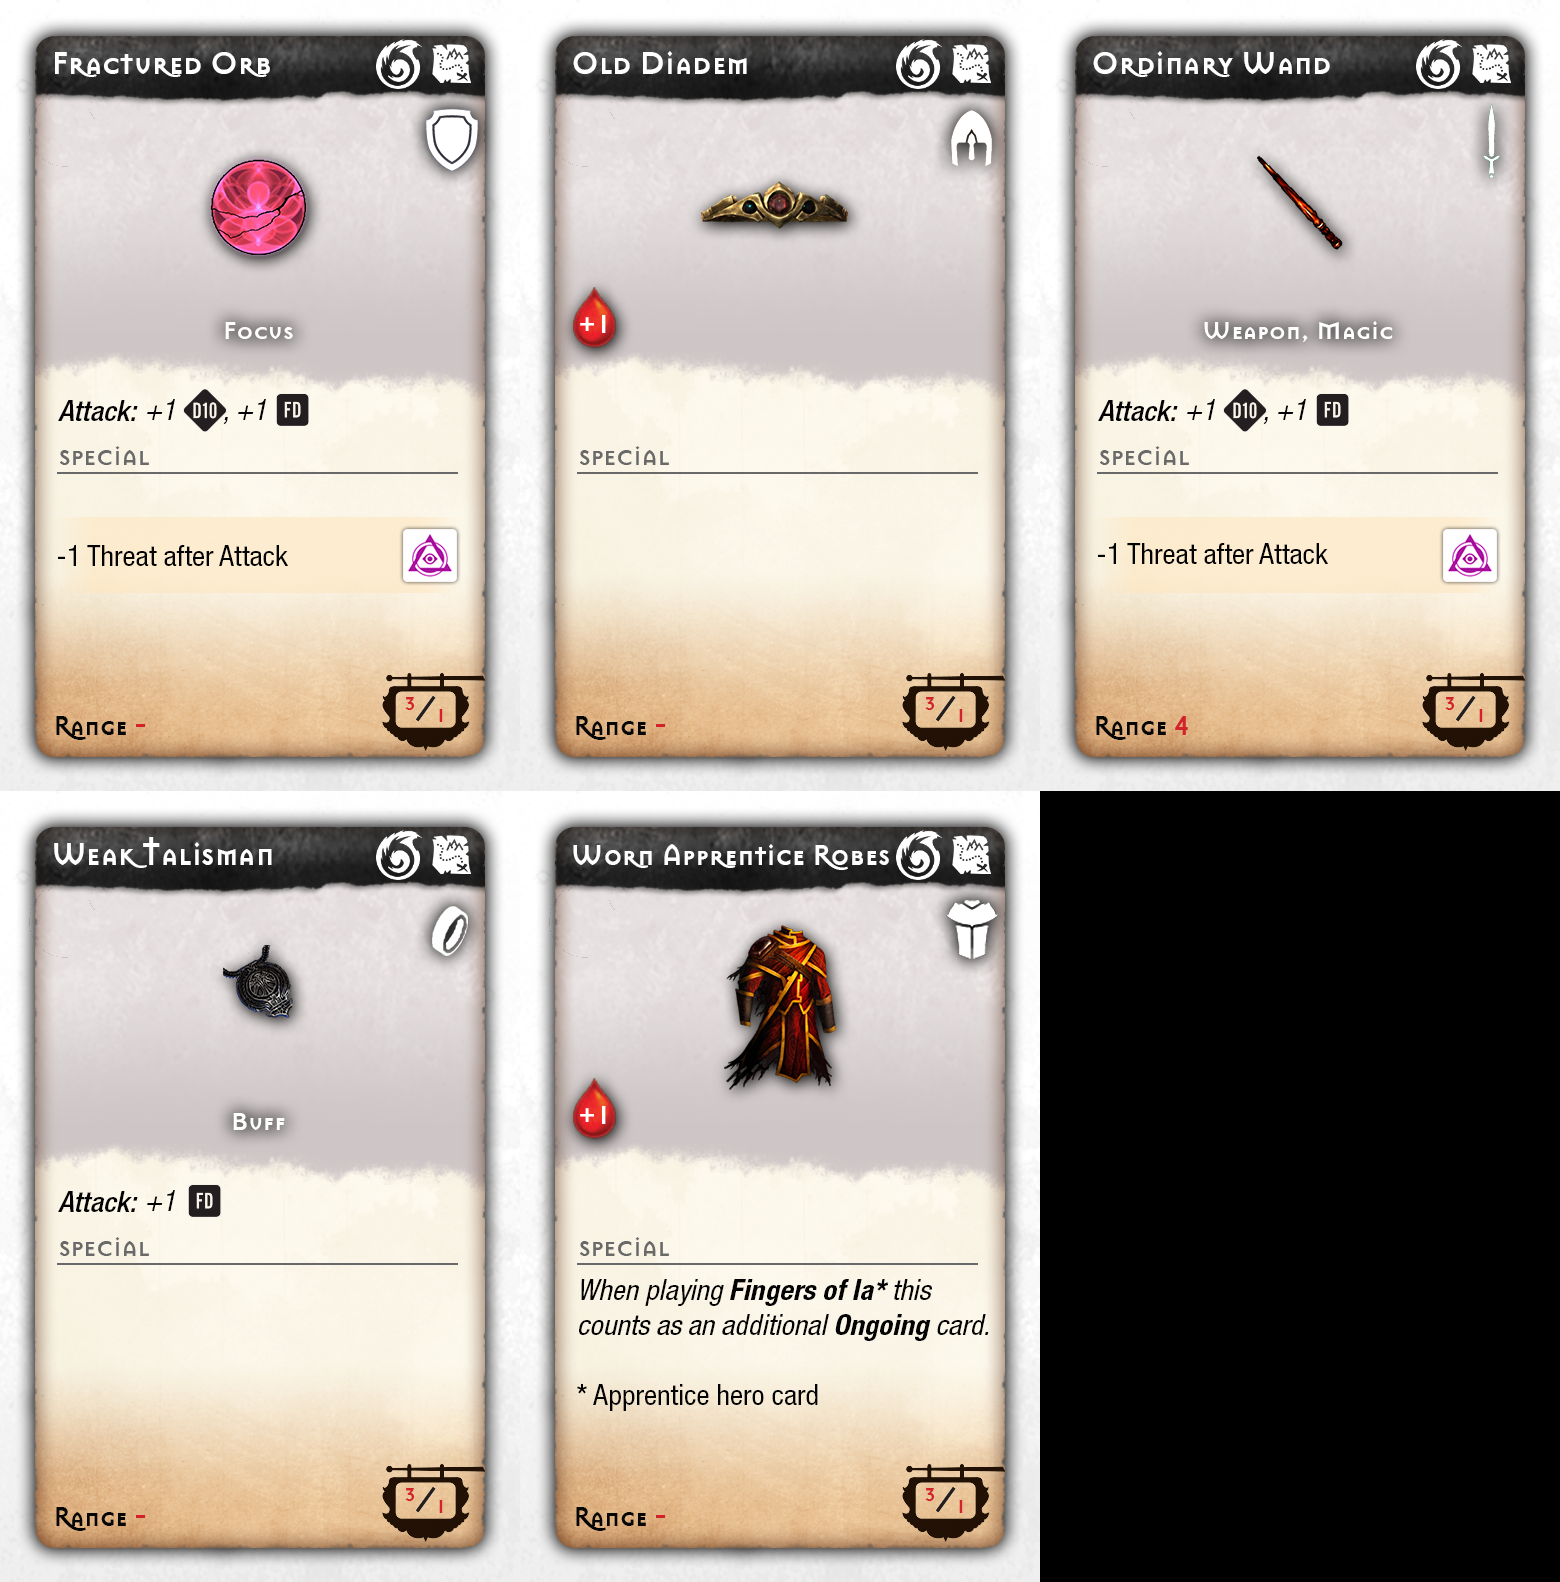 Fractured Orb
Focus
Attack: +1 D10, +1 FD
Special
-1 Threat after Attack
Range -
3/1
Old Diadem
+1
Special
Range -
3/1
Ordinary Wand
Weapon, Magic
Attack: +1 D10, +1 FD
Special
-1 Threat after Attack
Range 4
3/1
Weak Talisman
Buff
Attack: +1 FD
Special
Range -
3/1
Worn Apprentice Robes
+1
Special
When playing Fingers of Ia* this
counts as an additional Ongoing card.
* Apprentice hero card
Range -
3/1